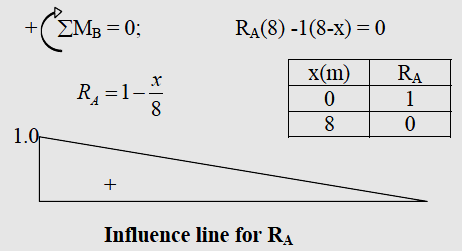 + ΣM_B = 0; R_A(8) -1(8-x) = 0
R_A = 1 - x/8
x(m) R_A
0 1
8 0
1.0
+
Influence line for R_A